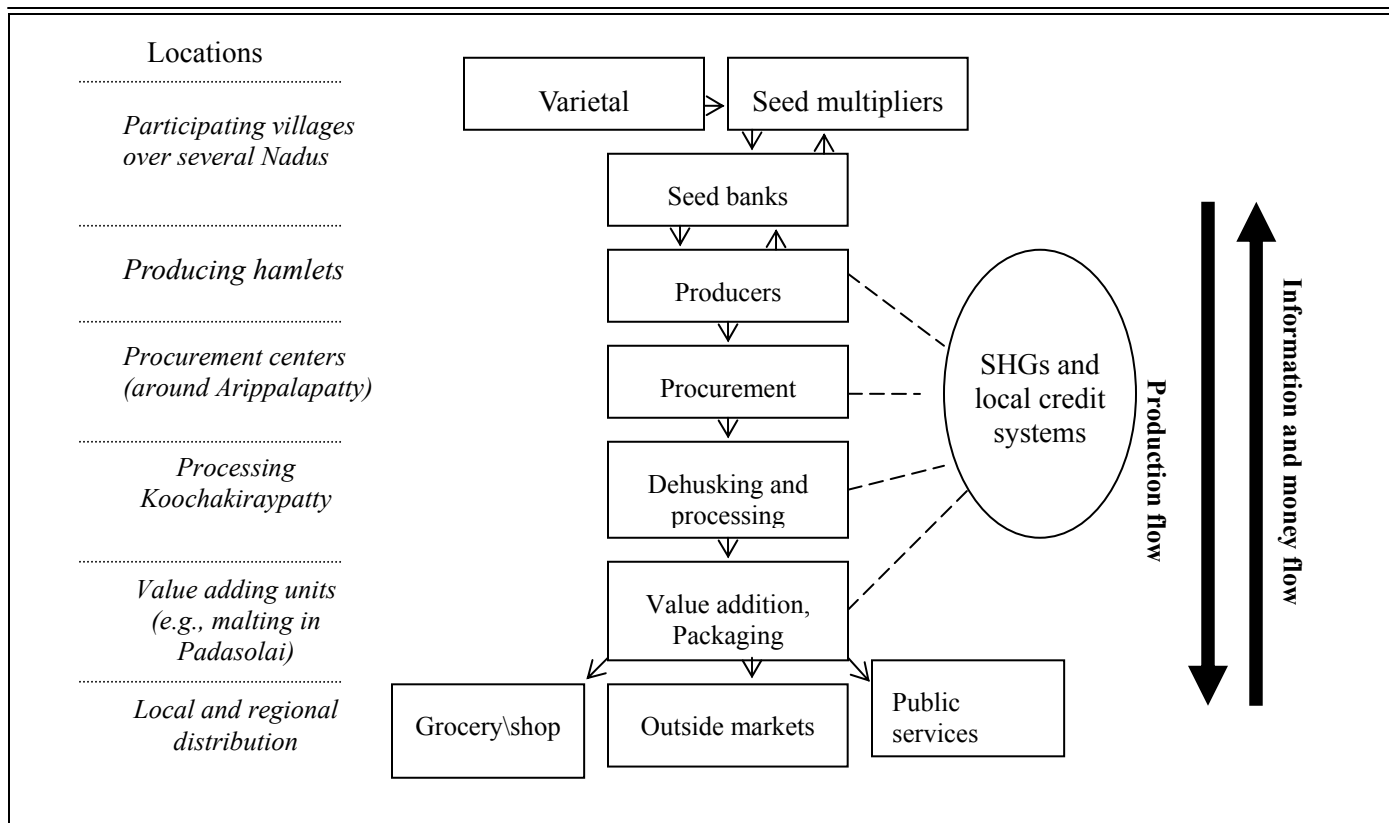 Locations
Participating villages
over several Nadus
Producing hamlets
Procurement centers
(around Arippalapatty)
Processing
Koochakiraypatty
Value adding units
(e.g., malting in
Padasolai)
Local and regional
distribution
Varietal
Seed multipliers
Seed banks
Producers
Procurement
Dehusking and
processing
Value addition,
Packaging
Grocery\shop
Outside markets
Public
services
SHGs and
local credit
systems
Production flow
Information and money flow